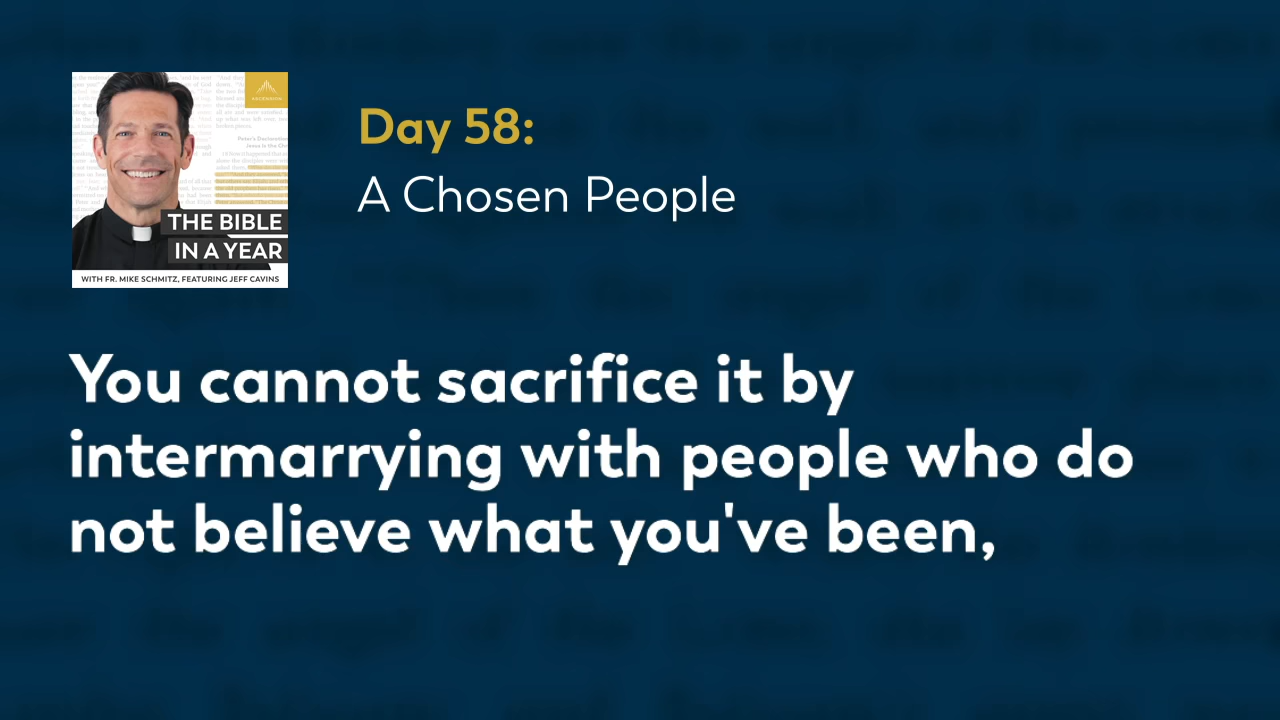 ASCENSION
THE BIBLE
IN A YEAR
WITH FR. MIKE SCHMITZ, FEATURING JEFF CAVINS
Day 58:
A Chosen People
You cannot sacrifice it by
intermarrying with people who do
not believe what you've been,